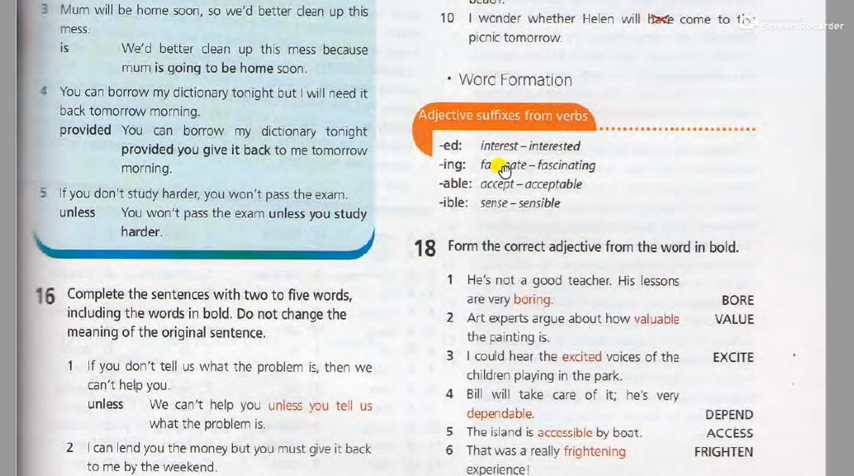 3 Mum will be home soon, so we'd better clean up this
mess.
is We'd better clean up this mess because
mum is going to be home soon.
4 You can borrow my dictionary tonight but I will need it
back tomorrow morning.
provided You can borrow my dictionary tonight
provided you give it back to me tomorrow
morning.
5 If you don't study harder, you won't pass the exam.
unless You won't pass the exam unless you study
harder.
16 Complete the sentences with two to five words,
including the words in bold. Do not change the
meaning of the original sentence.
1 If you don't tell us what the problem is, then we
can't help you.
unless We can't help you unless you tell us
what the problem is.
2 I can lend you the money but you must give it back
to me by the weekend.
10 I wonder whether Helen will have come to
picnic tomorrow.
• Word Formation
Adjective suffixes from verbs
-ed: interest – interested
-ing: – fascinating
-able: accept – acceptable
-ible: sense – sensible
18 Form the correct adjective from the word in bold.
1 He's not a good teacher. His lessons
are very boring. BORE
2 Art experts argue about how valuable VALUE
the painting is.
3 I could hear the excited voices of the EXCITE
children playing in the park.
4 Bill will take care of it; he's very
dependable. DEPEND
5 The island is accessible by boat. ACCESS
6 That was a really frightening FRIGHTEN
experience!
Screen Recorder